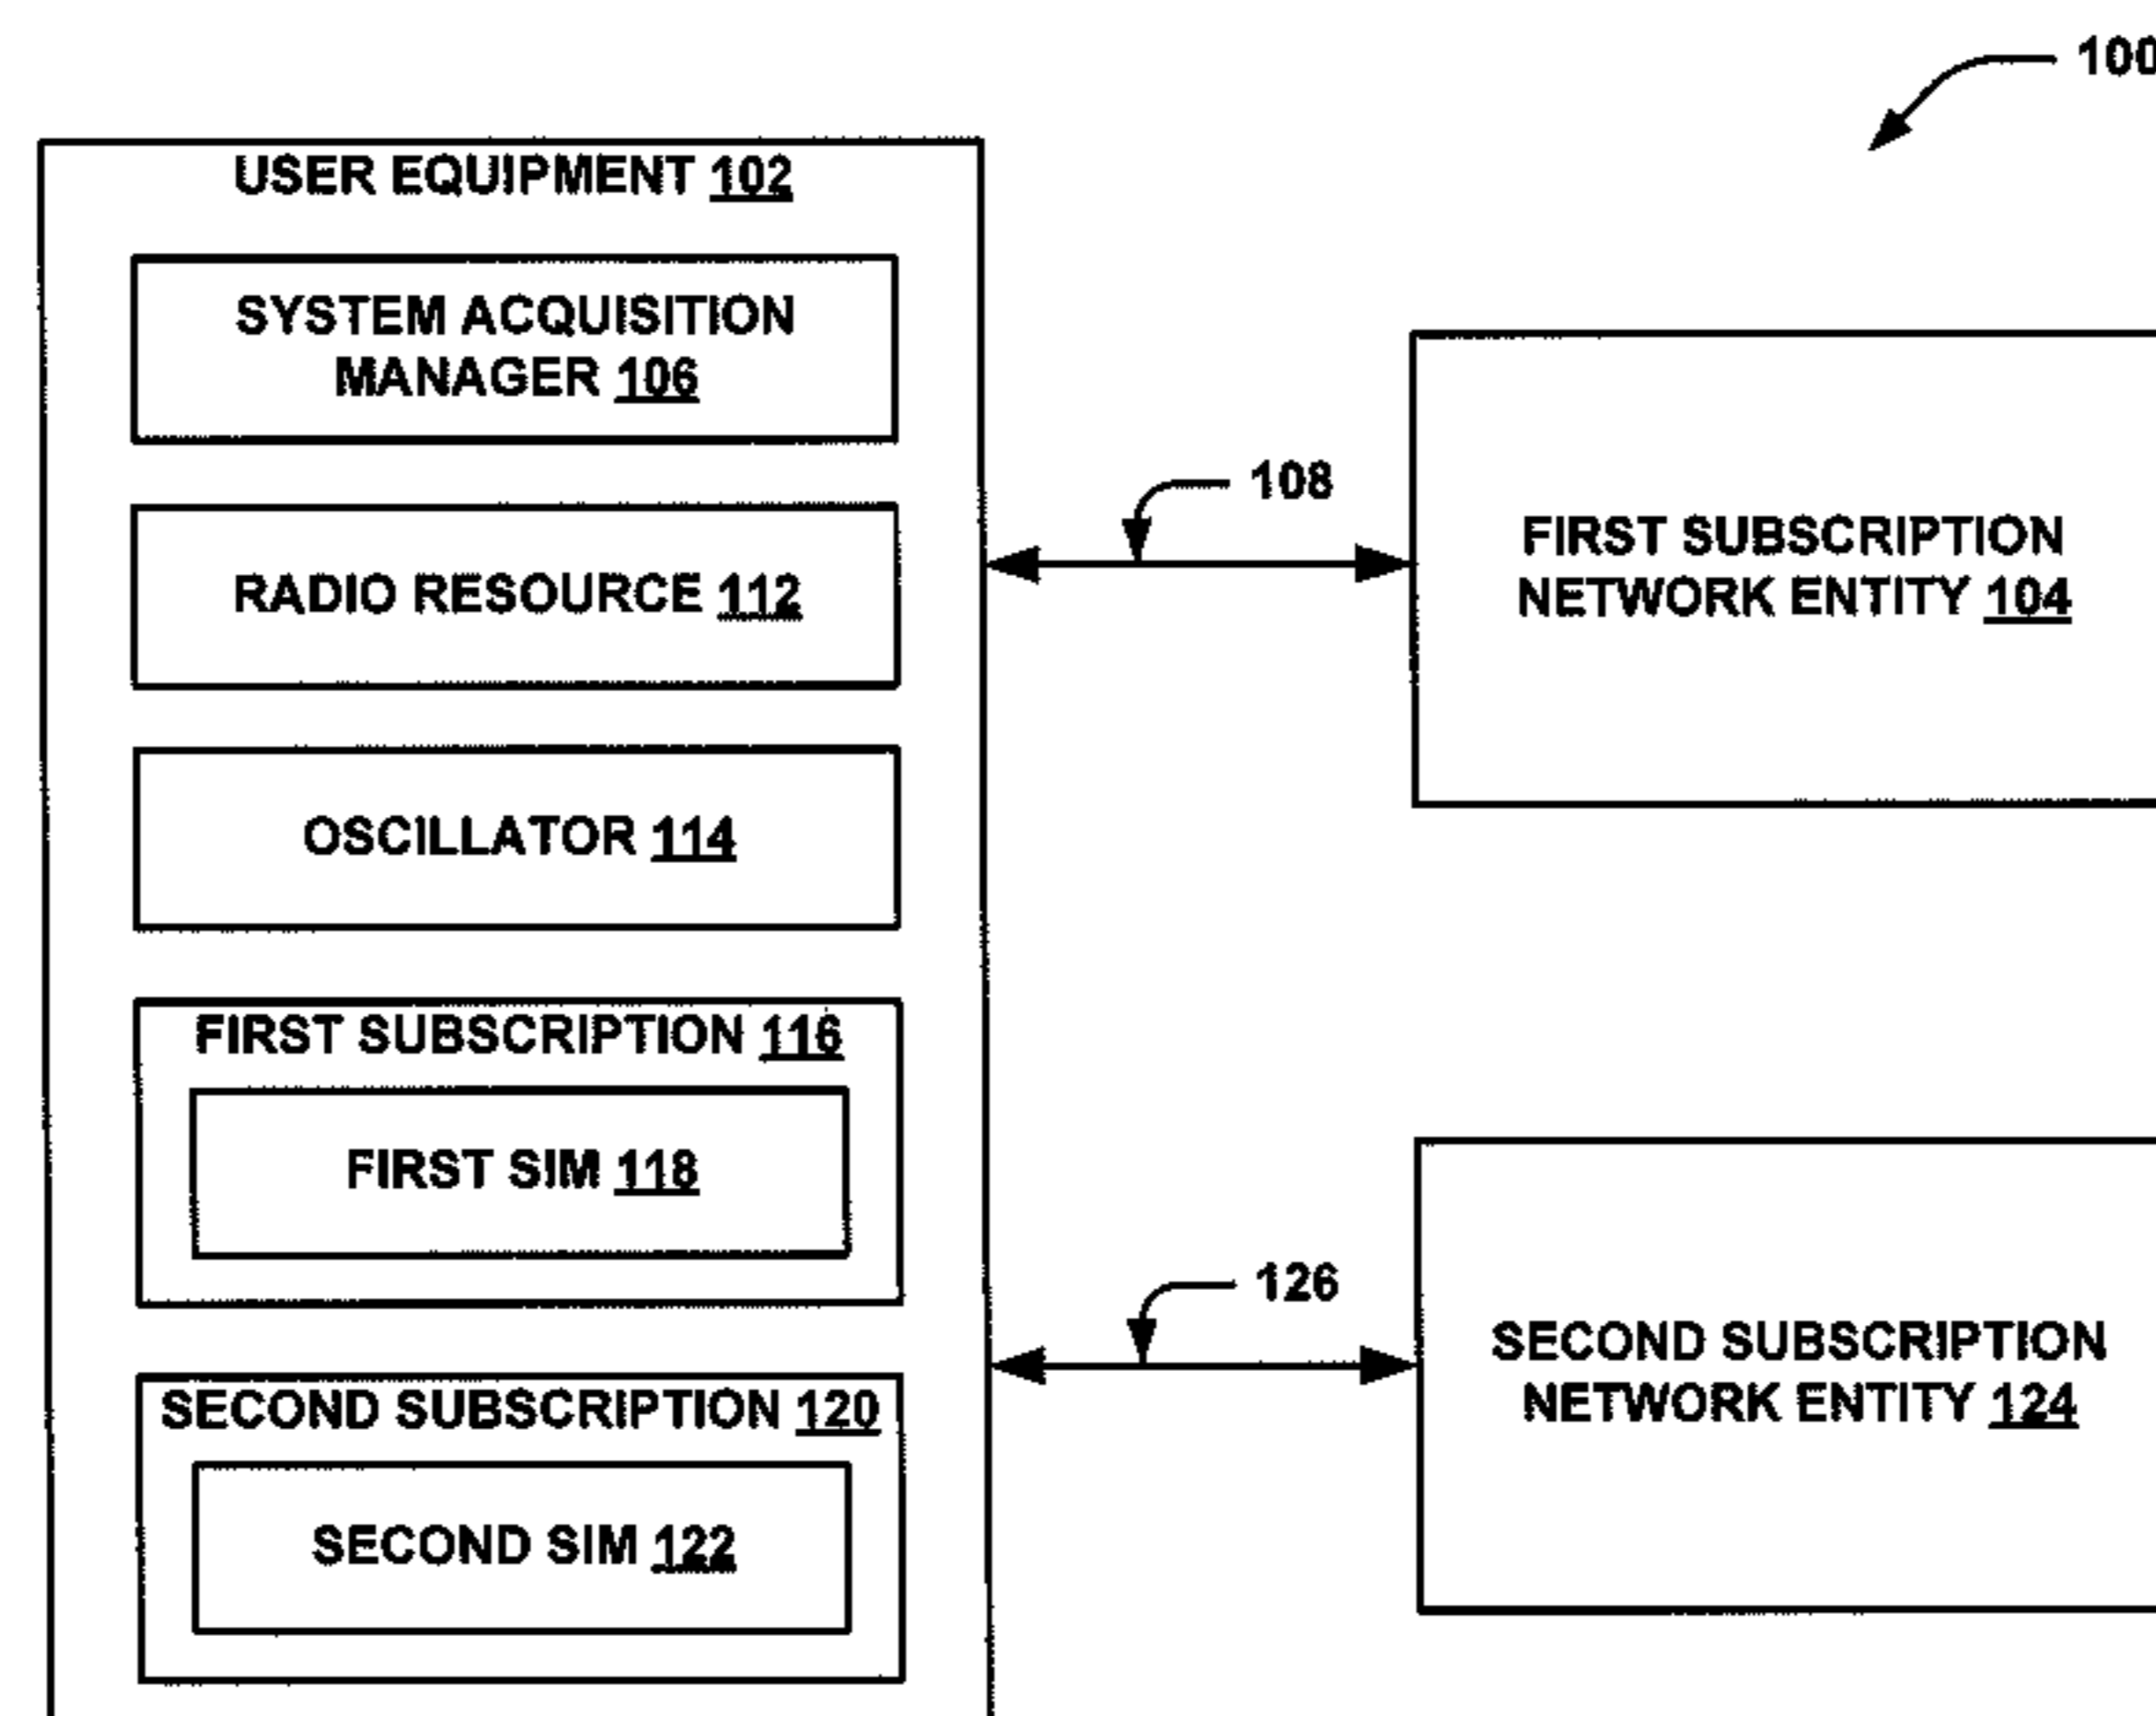 100
USER EQUIPMENT 102
SYSTEM ACQUISITION
MANAGER 106
RADIO RESOURCE 112
OSCILLATOR 114
FIRST SUBSCRIPTION 116
FIRST SIM 118
SECOND SUBSCRIPTION 120
SECOND SIM 122
108
FIRST SUBSCRIPTION
NETWORK ENTITY 104
126
SECOND SUBSCRIPTION
NETWORK ENTITY 124